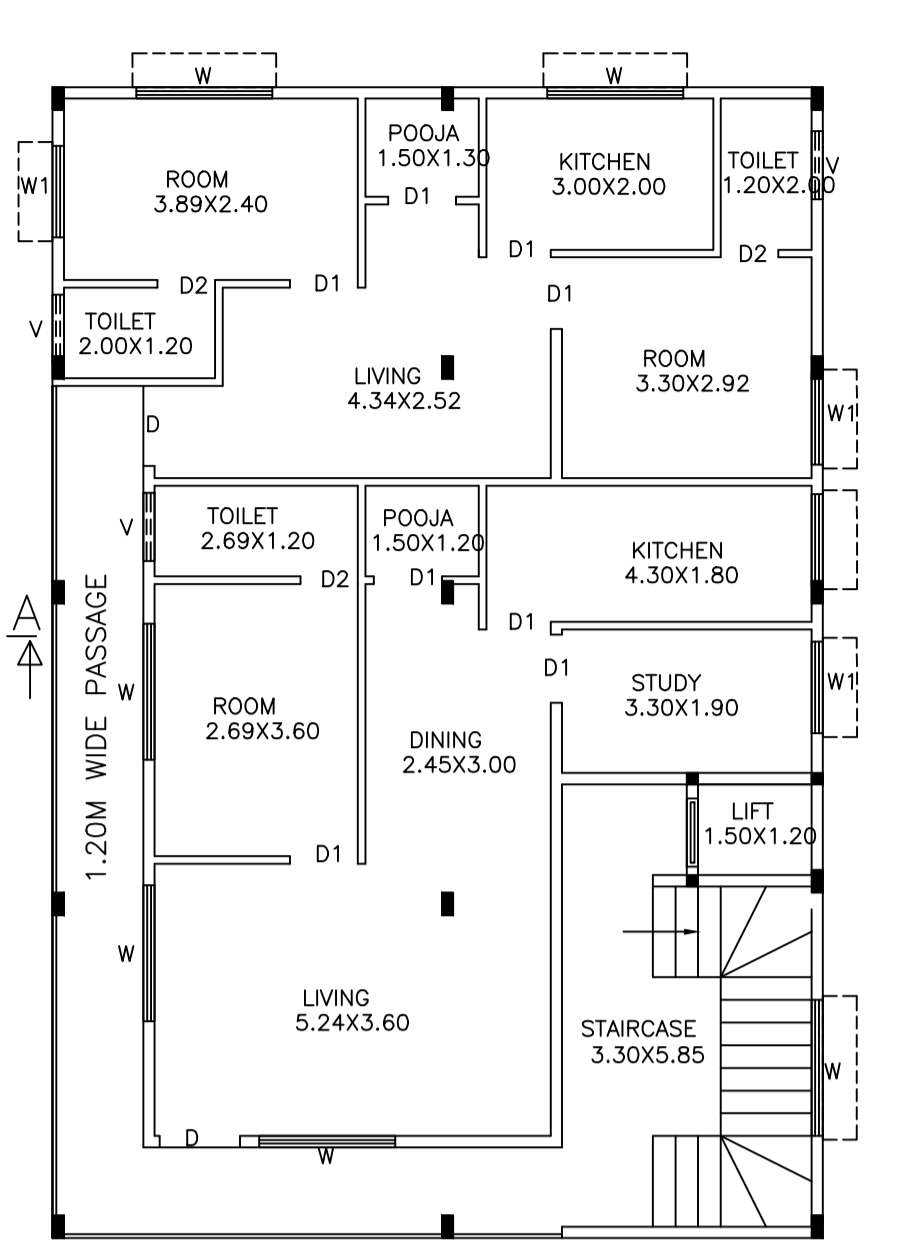 W
W
POOJA
1.50X1.30
KITCHEN
3.00X2.00
TOILET
1.20X2.00
V
W1
ROOM
3.89X2.40
D1
D1
D2
D2
D1
D1
V
TOILET
2.00X1.20
ROOM
3.30X2.92
LIVING
4.34X2.52
W1
D
TOILET
2.69X1.20
POOJA
1.50X1.20
V
KITCHEN
4.30X1.80
D2
D1
A
D1
D1
STUDY
3.30X1.90
W1
W
ROOM
2.69X3.60
1.20M WIDE PASSAGE
DINING
2.45X3.00
LIFT
1.50X1.20
D1
W
LIVING
5.24X3.60
STAIRCASE
3.30X5.85
W
D
W